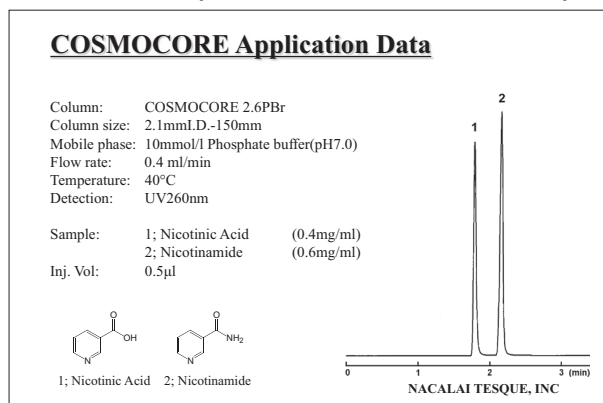 COSMOCORE Application Data
Column: COSMOCORE 2.6PBr
Column size: 2.1mmI.D.-150mm
Mobile phase: 10mmol/l Phosphate buffer(pH7.0)
Flow rate: 0.4 ml/min
Temperature: 40°C
Detection: UV260nm
Sample: 1; Nicotinic Acid (0.4mg/ml)
2; Nicotinamide (0.6mg/ml)
Inj. Vol: 0.5μl
O
OH
N
O
NH2
N
1; Nicotinic Acid 2; Nicotinamide
1
2
0 1 2 3 (min)
NACALAI TESQUE, INC